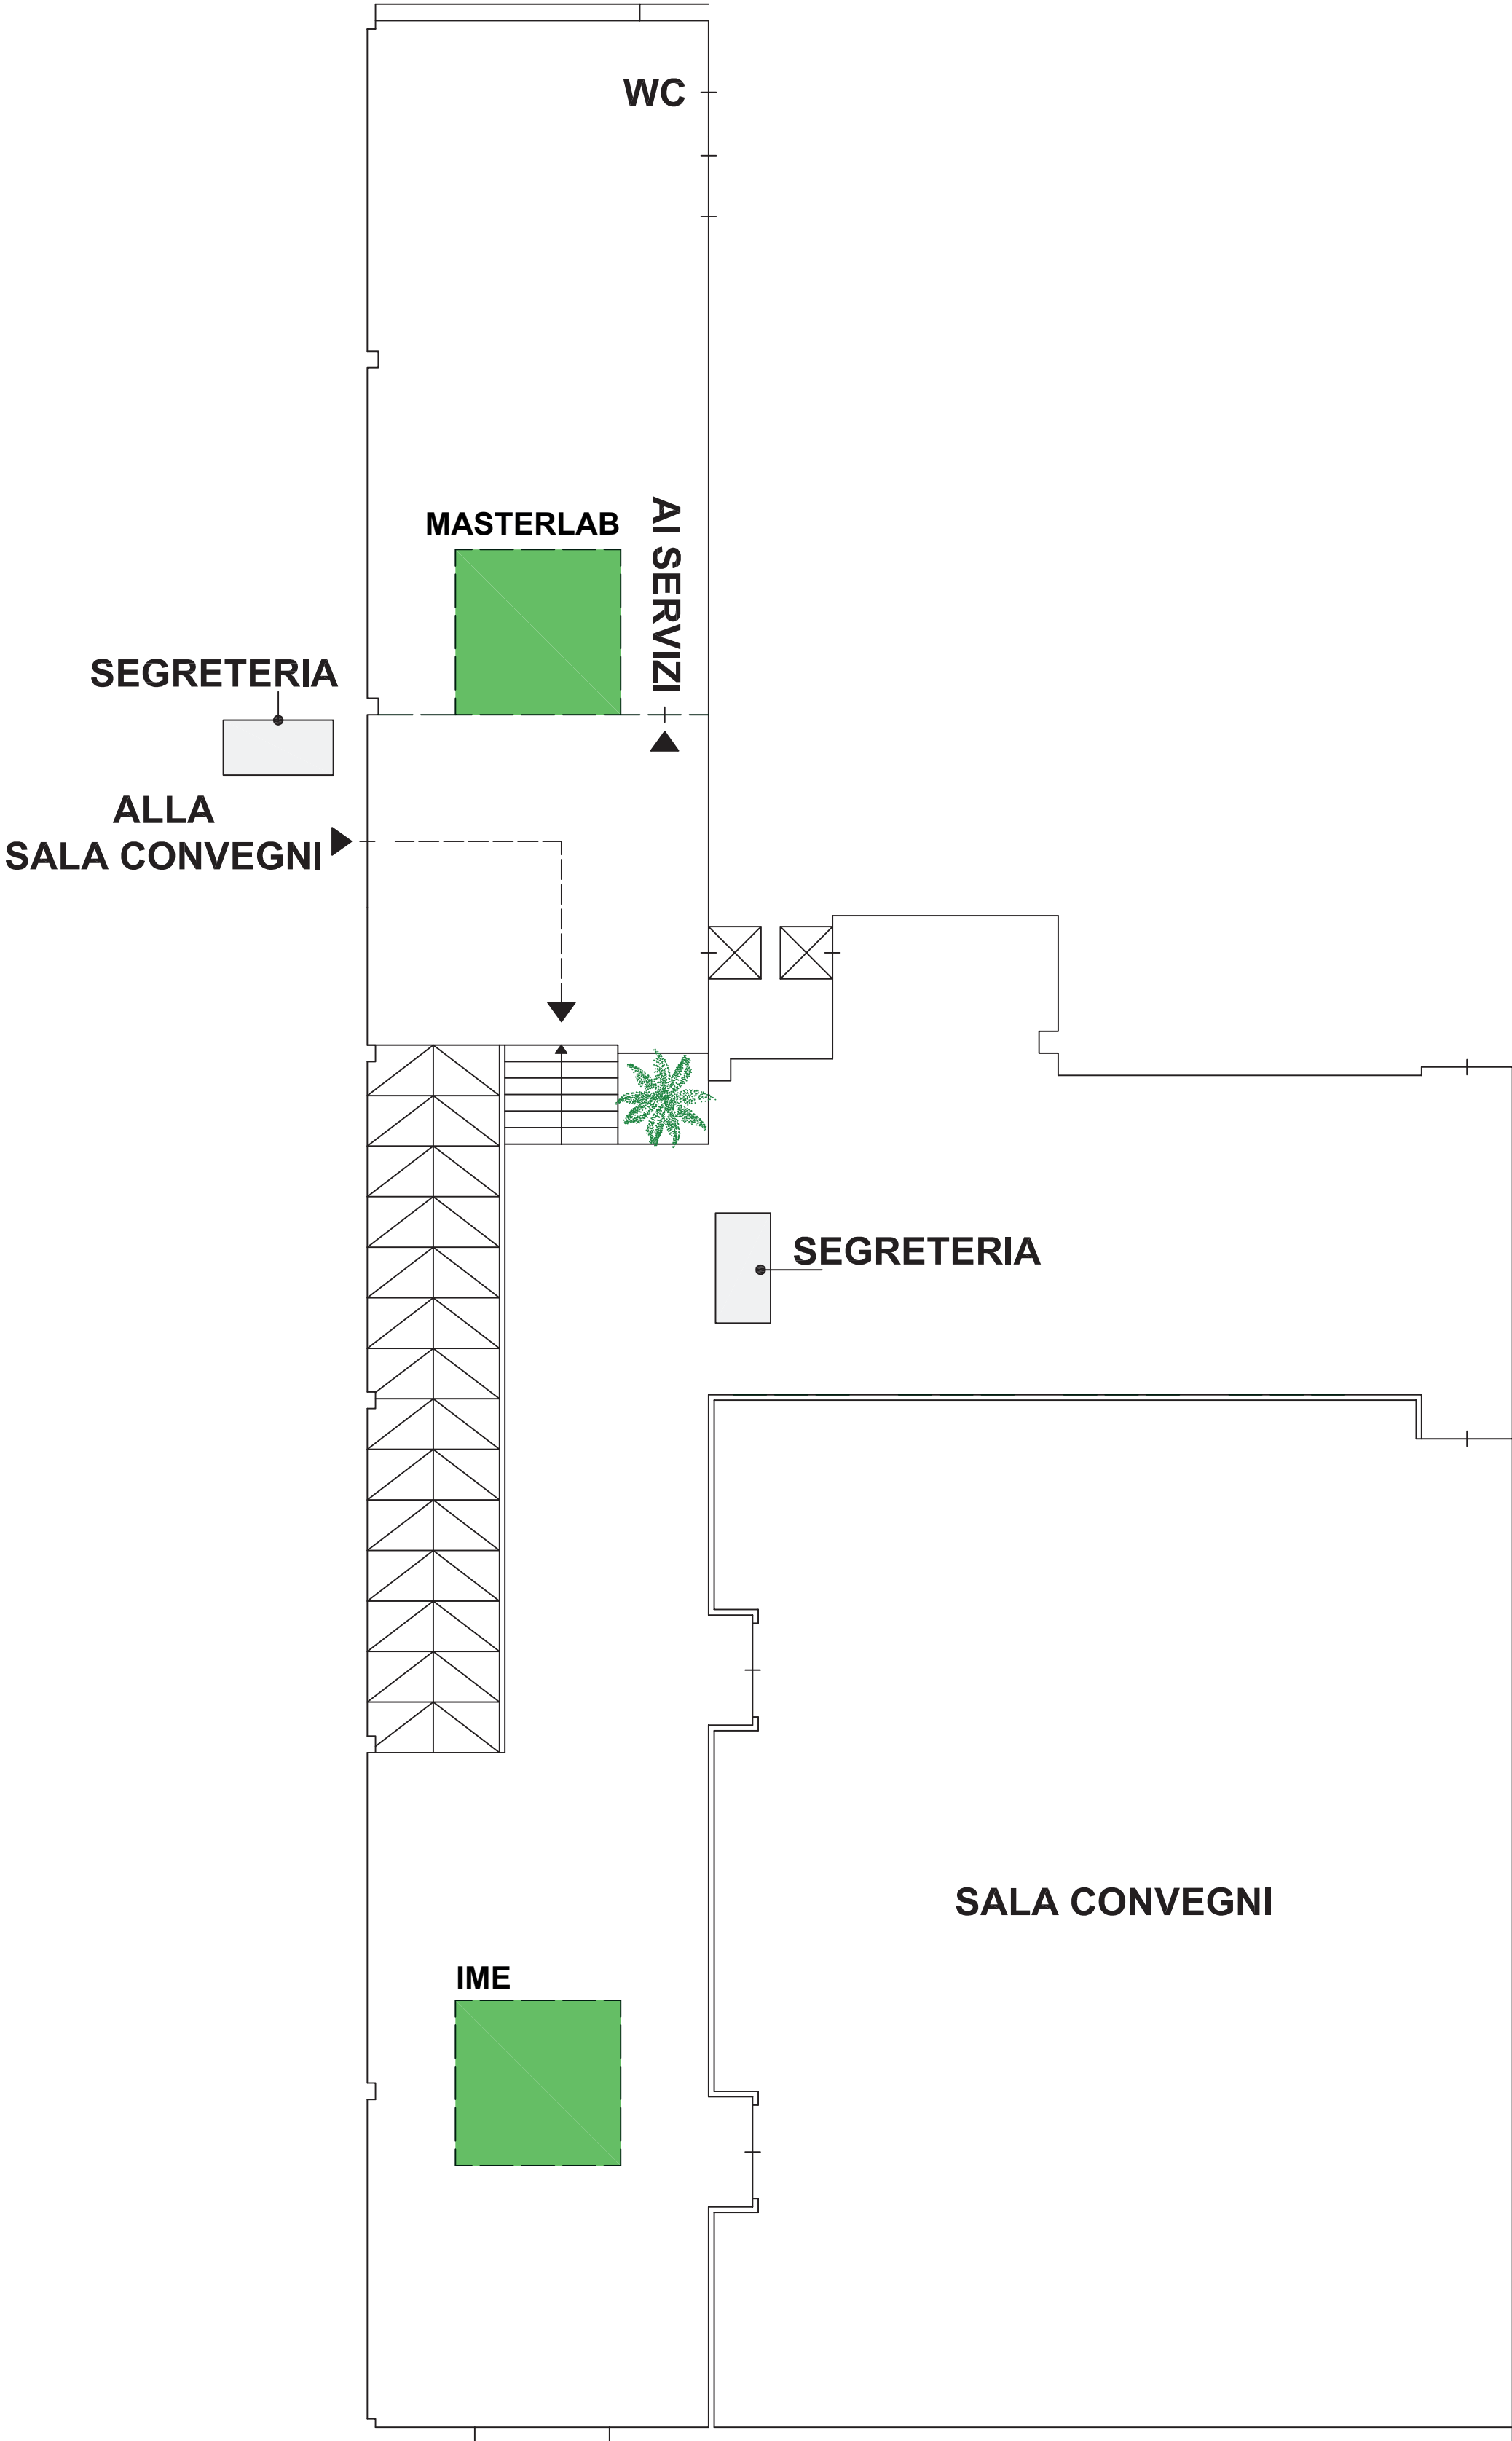 WC
MASTERLAB
AI SERVIZI
SEGRETERIA
ALLA
SALA CONVEGNI
SEGRETERIA
SALA CONVEGNI
IME